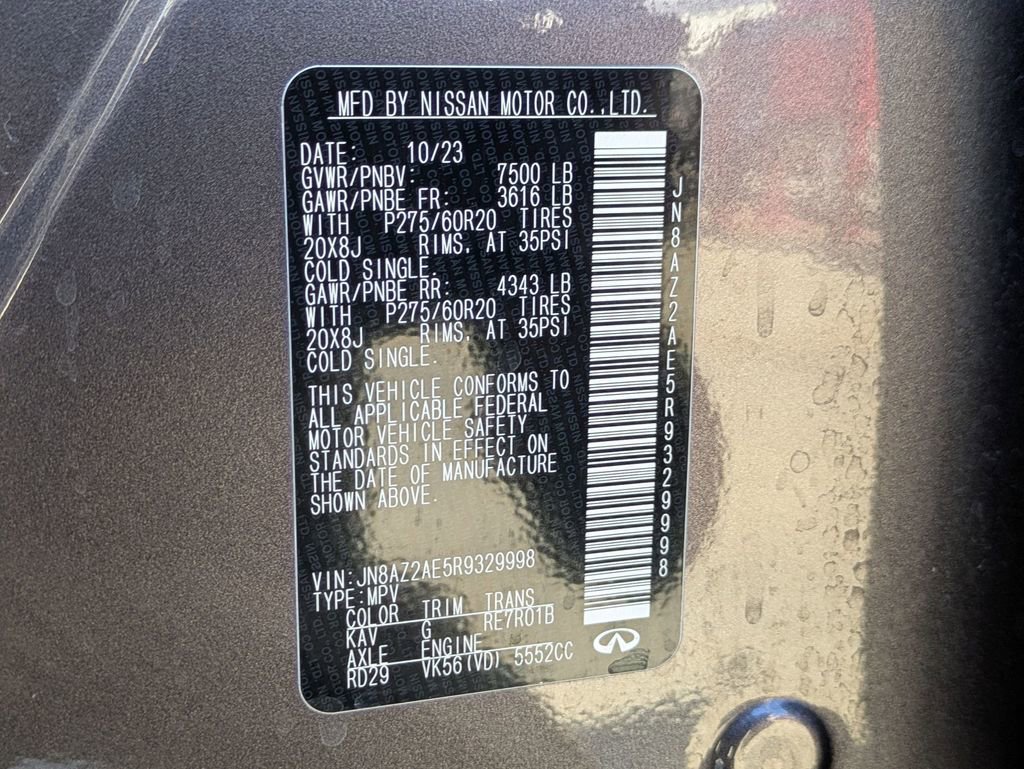 MFD BY NISSAN MOTOR CO.,LTD.
DATE: 10/23
GVWR/PNBV: 7500 LB
GAWR/PNBE FR: 3616 LB
WITH P275/60R20 TIRES
20X8J RIMS, AT 35PSI
COLD SINGLE.
GAWR/PNBE RR: 4343 LB
WITH P275/60R20 TIRES
20X8J RIMS, AT 35PSI
COLD SINGLE.
THIS VEHICLE CONFORMS TO
ALL APPLICABLE FEDERAL
MOTOR VEHICLE SAFETY
STANDARDS IN EFFECT ON
THE DATE OF MANUFACTURE
SHOWN ABOVE.
VIN:JN8AZ2AE5R9329998
TYPE:MPV
COLOR TRIM TRANS
KAV G RE7R01B
AXLE ENGINE
RD29 VK56(VD) 5552CC
JN8AZ2AE5R9329998